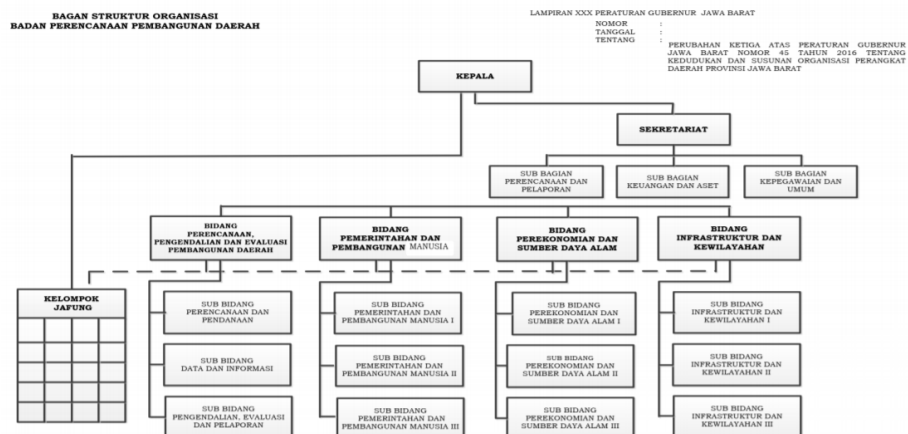 BAGAN STRUKTUR ORGANISASI
BADAN PERENCANAAN PEMBANGUNAN DAERAH
LAMPIRAN XXX PERATURAN GUBERNUR JAWA BARAT
NOMOR :
TANGGAL :
TENTANG :
PERUBAHAN KETIGA ATAS PERATURAN GUBERNUR
JAWA BARAT NOMOR 45 TAHUN 2016 TENTANG
KEDUDUKAN DAN SUSUNAN ORGANISASI PERANGKAT
DAERAH PROVINSI JAWA BARAT
KEPALA
SEKRETARIAT
SUB BAGIAN
PERENCANAAN DAN
PELAPORAN
SUB BAGIAN
KEUANGAN DAN ASET
SUB BAGIAN
KEPEGAWAIAN DAN
UMUM
BIDANG
PERENCANAAN,
PENGENDALIAN DAN EVALUASI
PEMBANGUNAN DAERAH
BIDANG
PEMERINTAHAN DAN
PEMBANGUNAN MANUSIA
BIDANG
PEREKONOMIAN DAN
SUMBER DAYA ALAM
BIDANG
INFRASTRUKTUR DAN
KEWILAYAHAN
KELOMPOK
JAFUNG
SUB BIDANG
PERENCANAAN DAN
PENDANAAN
SUB BIDANG
PEMERINTAHAN DAN
PEMBANGUNAN MANUSIA I
SUB BIDANG
PEREKONOMIAN DAN
SUMBER DAYA ALAM I
SUB BIDANG
INFRASTRUKTUR DAN
KEWILAYAHAN I
SUB BIDANG
DATA DAN INFORMASI
SUB BIDANG
PEMERINTAHAN DAN
PEMBANGUNAN MANUSIA II
SUB BIDANG
PEREKONOMIAN DAN
SUMBER DAYA ALAM II
SUB BIDANG
INFRASTRUKTUR DAN
KEWILAYAHAN II
SUB BIDANG
PENGENDALIAN, EVALUASI
DAN PELAPORAN
SUB BIDANG
PEMERINTAHAN DAN
PEMBANGUNAN MANUSIA III
SUB BIDANG
PEREKONOMIAN DAN
SUMBER DAYA ALAM III
SUB BIDANG
INFRASTRUKTUR DAN
KEWILAYAHAN III